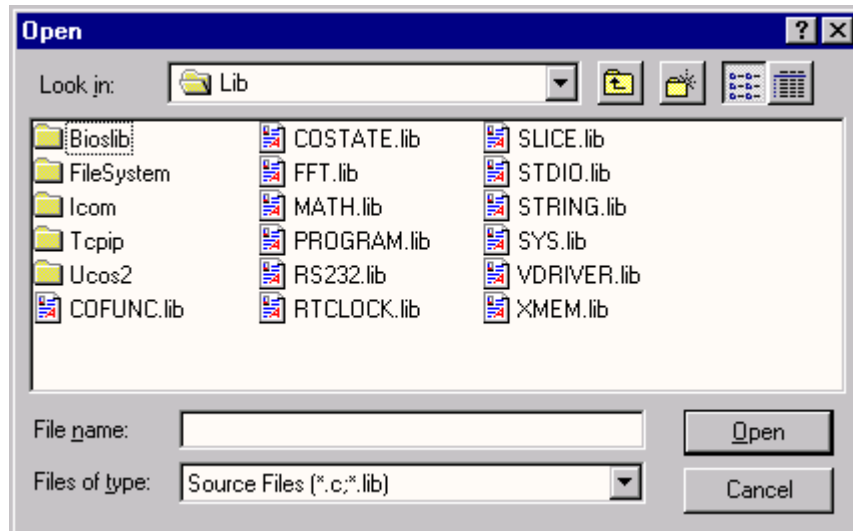 Open
Look in: Lib
Bioslib COSTATE.lib SLICE.lib
FileSystem FFT.lib STDIO.lib
Icom MATH.lib STRING.lib
Tcpip PROGRAM.lib SYS.lib
Ucos2 RS232.lib VDRIVER.lib
COFUNC.lib RTCLOCK.lib XMEM.lib
File name: Open
Files of type: Source Files (*.c;*.lib) Cancel